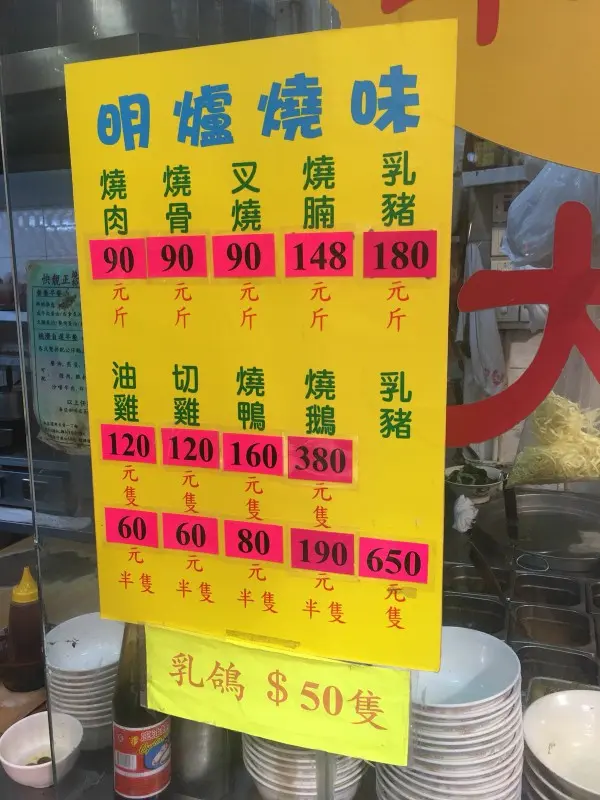 明爐燒味
燒肉 燒骨 叉燒 燒腩 乳豬
90 90 90 148 180
元斤 元斤 元斤 元斤 元斤
油雞 切雞 燒鴨 燒鵝 乳豬
120 120 160 380
元隻 元隻 元隻 元隻
60 60 80 190 650
元半隻 元半隻 元半隻 元半隻 元隻
乳鴿 $50隻
大